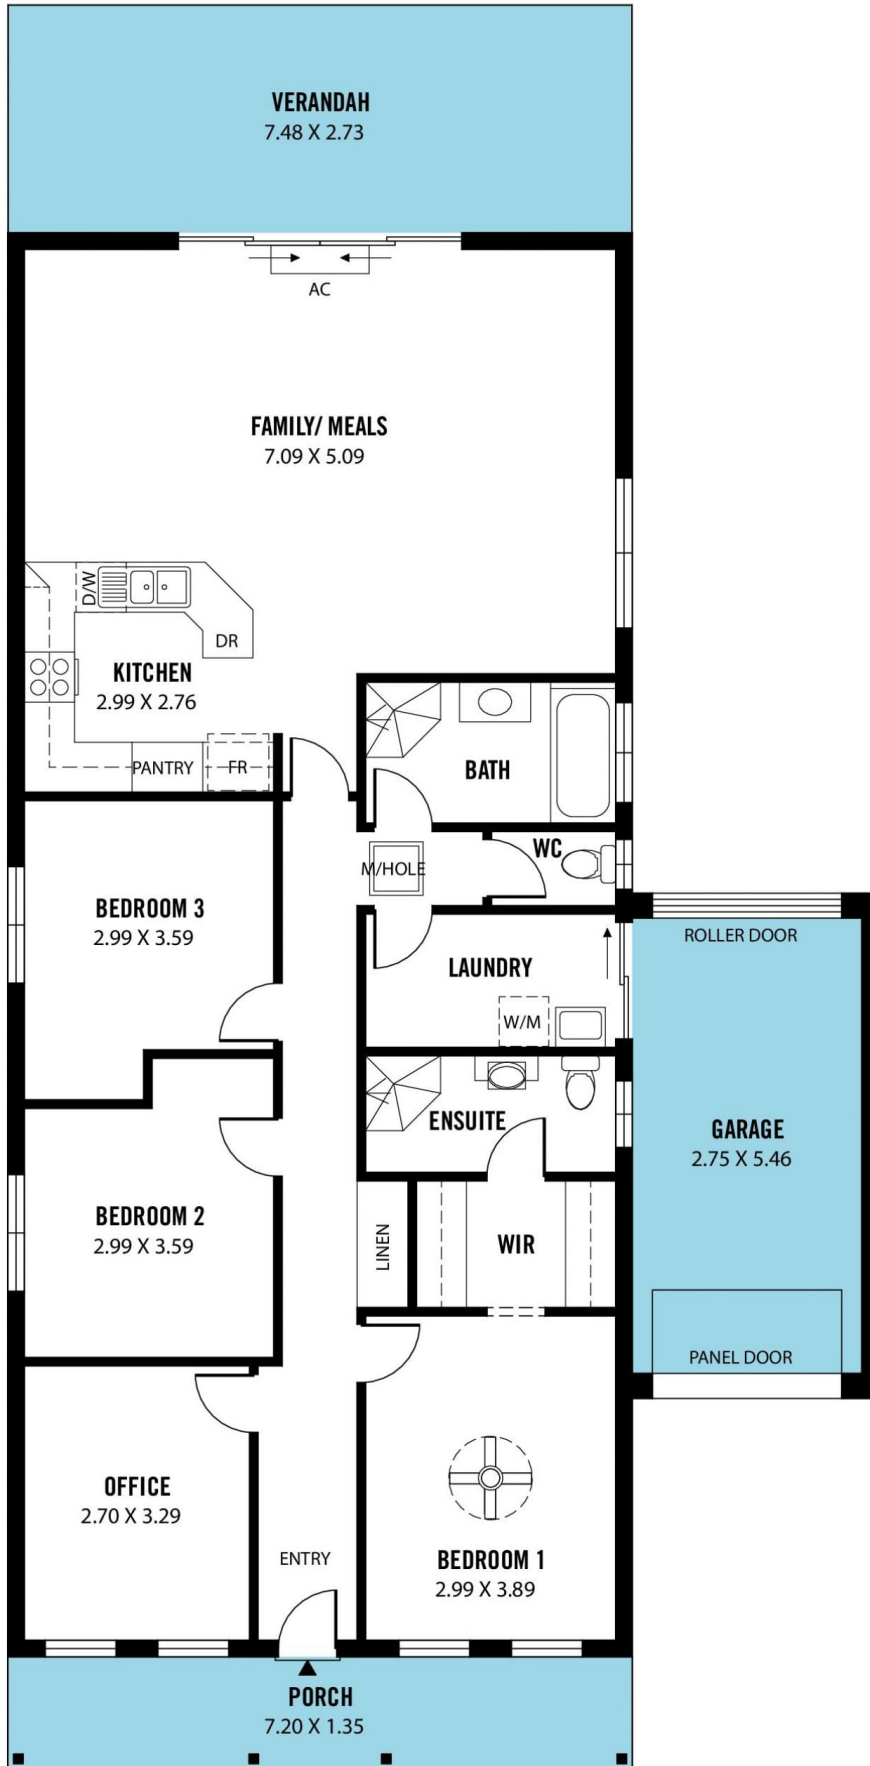 VERANDAH
7.48 X 2.73
AC
FAMILY/ MEALS
7.09 X 5.09
D/W
DR
KITCHEN
2.99 X 2.76
PANTRY
FR
BATH
M/HOLE
WC
BEDROOM 3
2.99 X 3.59
ROLLER DOOR
LAUNDRY
W/M
ENSUITE
GARAGE
2.75 X 5.46
BEDROOM 2
2.99 X 3.59
LINEN
WIR
PANEL DOOR
OFFICE
2.70 X 3.29
ENTRY
BEDROOM 1
2.99 X 3.89
PORCH
7.20 X 1.35